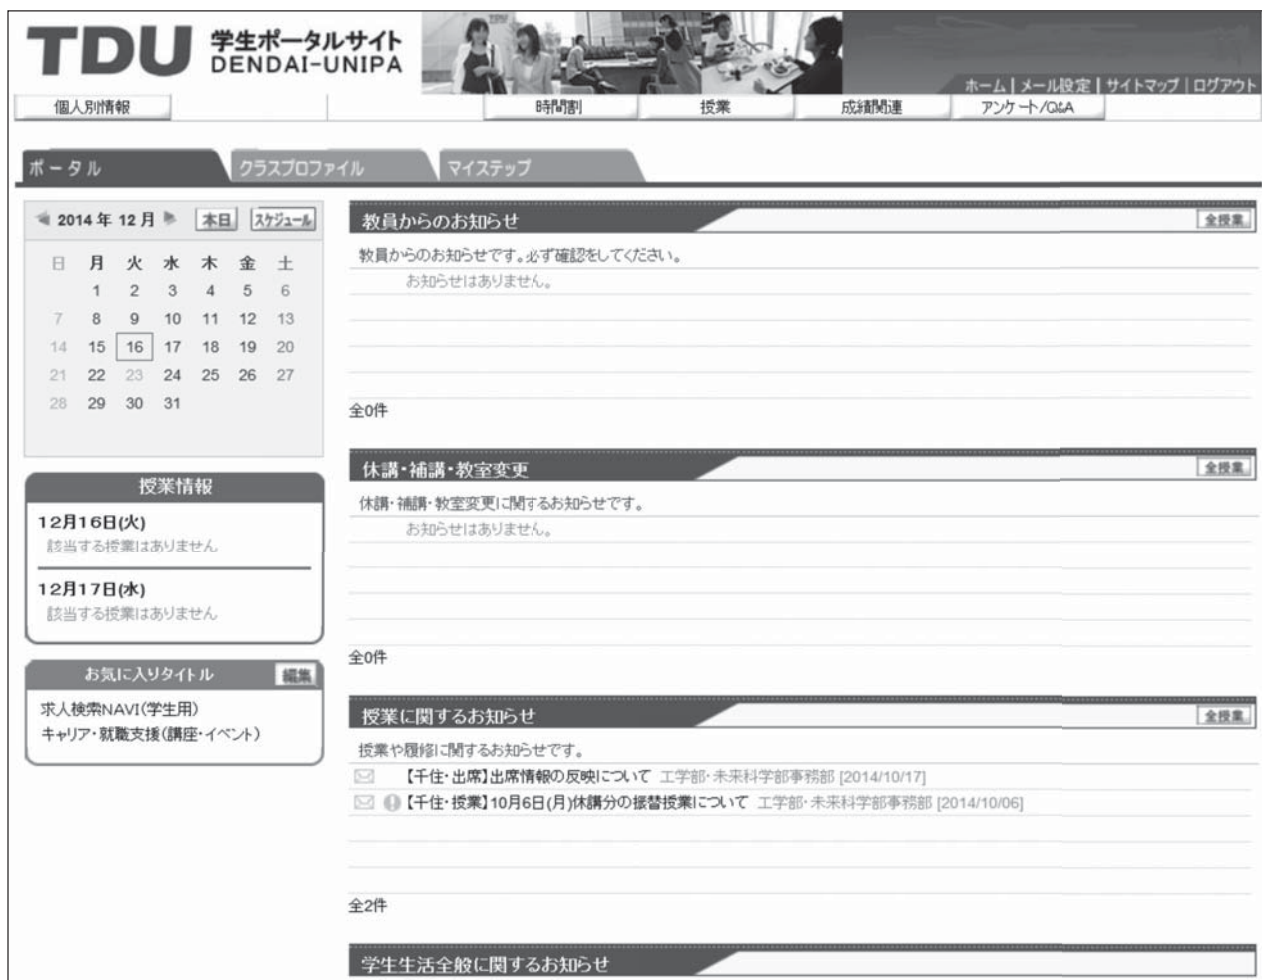 TDU 学生ポータルサイト
DENDAI-UNIPA
ホーム | メール設定 | サイトマップ | ログアウト
個人別情報 時間割 授業 成績関連 アンケート/Q&A
ポータル クラスプロファイル マイステップ
2014 年 12 月 本日 スケジュール
日 月 火 水 木 金 土
1 2 3 4 5 6
7 8 9 10 11 12 13
14 15 16 17 18 19 20
21 22 23 24 25 26 27
28 29 30 31
授業情報
12月16日(火)
該当する授業はありません
12月17日(水)
該当する授業はありません
お気に入りタイトル 編集
求人検索NAVI(学生用)
キャリア・就職支援(講座・イベント)
教員からのお知らせ 全授業
教員からのお知らせです。必ず確認をしてください。
お知らせはありません。
全0件
休講・補講・教室変更 全授業
休講・補講・教室変更に関するお知らせです。
お知らせはありません。
全0件
授業に関するお知らせ 全授業
授業や履修に関するお知らせです。
【千住・出席】出席情報の反映について 工学部・未来科学部事務部 [2014/10/17]
【千住・授業】10月6日(月)休講分の振替授業について 工学部・未来科学部事務部 [2014/10/06]
全2件
学生生活全般に関するお知らせ